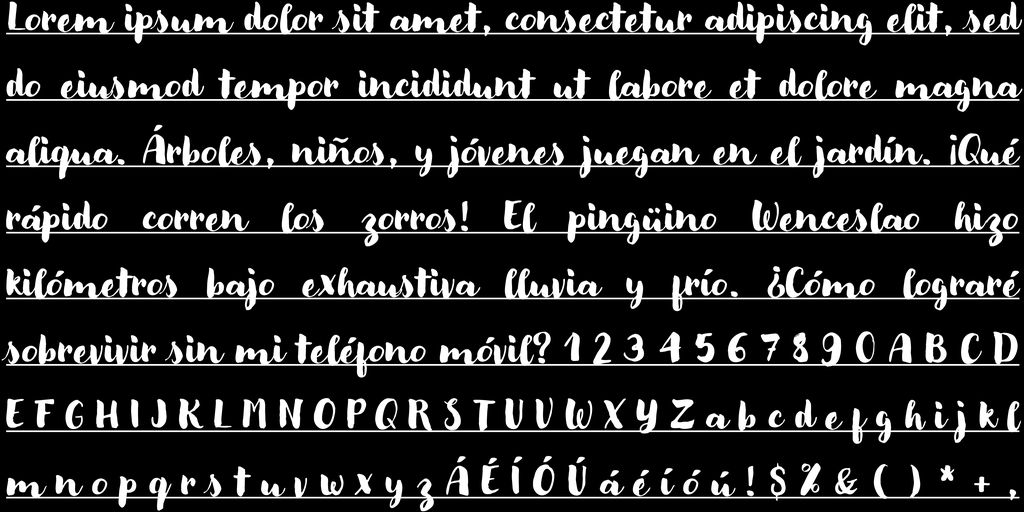 Lorem ipsum dolor sit amet, consectetur adipiscing elit, sed
do eiusmod tempor incididunt ut labore et dolore magna
aliqua. Árboles, niños, y jóvenes juegan en el jardín. ¡Qué
rápido corren los zorros! El pingüino Wenceslao hizo
kilómetros bajo exhaustiva lluvia y frío. ¿Cómo lograré
sobrevivir sin mi teléfono móvil? 1 2 3 4 5 6 7 8 9 0 A B C D
E F G H I J K L M N O P Q R S T U V W X Y Z a b c d e f g h i j k l
m n o p q r s t u v w x y z Á É Í Ó Ú á é í ó ú ! $ % & ( ) * + ,